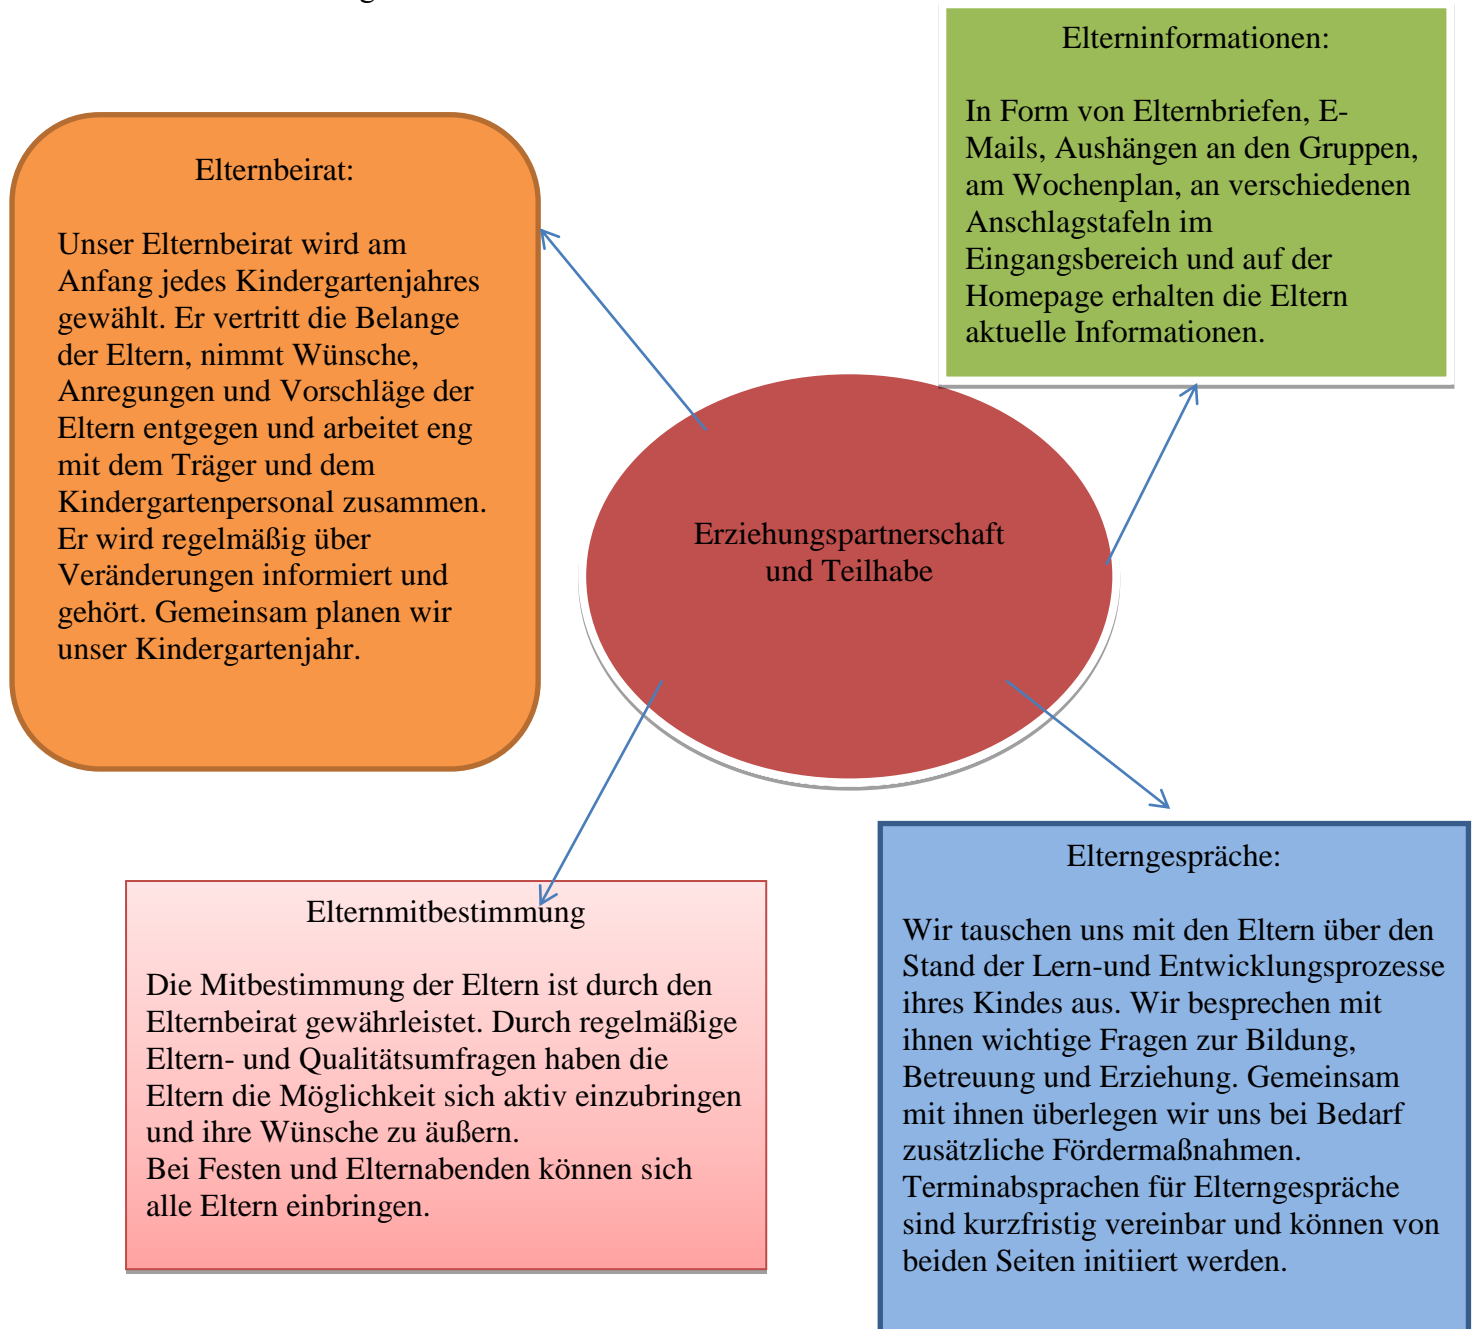 Elterninformationen:
In Form von Elternbriefen, E-
Mails, Aushängen an den Gruppen,
am Wochenplan, an verschiedenen
Anschlagstafeln im
Eingangsbereich und auf der
Homepage erhalten die Eltern
aktuelle Informationen.
Elternbeirat:
Unser Elternbeirat wird am
Anfang jedes Kindergartenjahres
gewählt. Er vertritt die Belange
der Eltern, nimmt Wünsche,
Anregungen und Vorschläge der
Eltern entgegen und arbeitet eng
mit dem Träger und dem
Kindergartenpersonal zusammen.
Er wird regelmäßig über
Veränderungen informiert und
gehört. Gemeinsam planen wir
unser Kindergartenjahr.
Erziehungspartnerschaft
und Teilhabe
Elternmitbestimmung
Die Mitbestimmung der Eltern ist durch den
Elternbeirat gewährleistet. Durch regelmäßige
Eltern- und Qualitätsumfragen haben die
Eltern die Möglichkeit sich aktiv einzubringen
und ihre Wünsche zu äußern.
Bei Festen und Elternabenden können sich
alle Eltern einbringen.
Elterngespräche:
Wir tauschen uns mit den Eltern über den
Stand der Lern-und Entwicklungsprozesse
ihres Kindes aus. Wir besprechen mit
ihnen wichtige Fragen zur Bildung,
Betreuung und Erziehung. Gemeinsam
mit ihnen überlegen wir uns bei Bedarf
zusätzliche Fördermaßnahmen.
Terminabsprachen für Elterngespräche
sind kurzfristig vereinbar und können von
beiden Seiten initiiert werden.